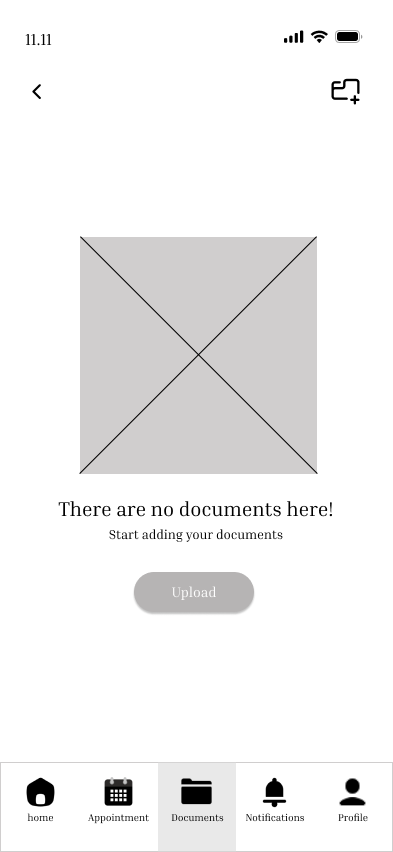 11.11
There are no documents here!
Start adding your documents
Upload
home Appointment Documents Notifications Profile